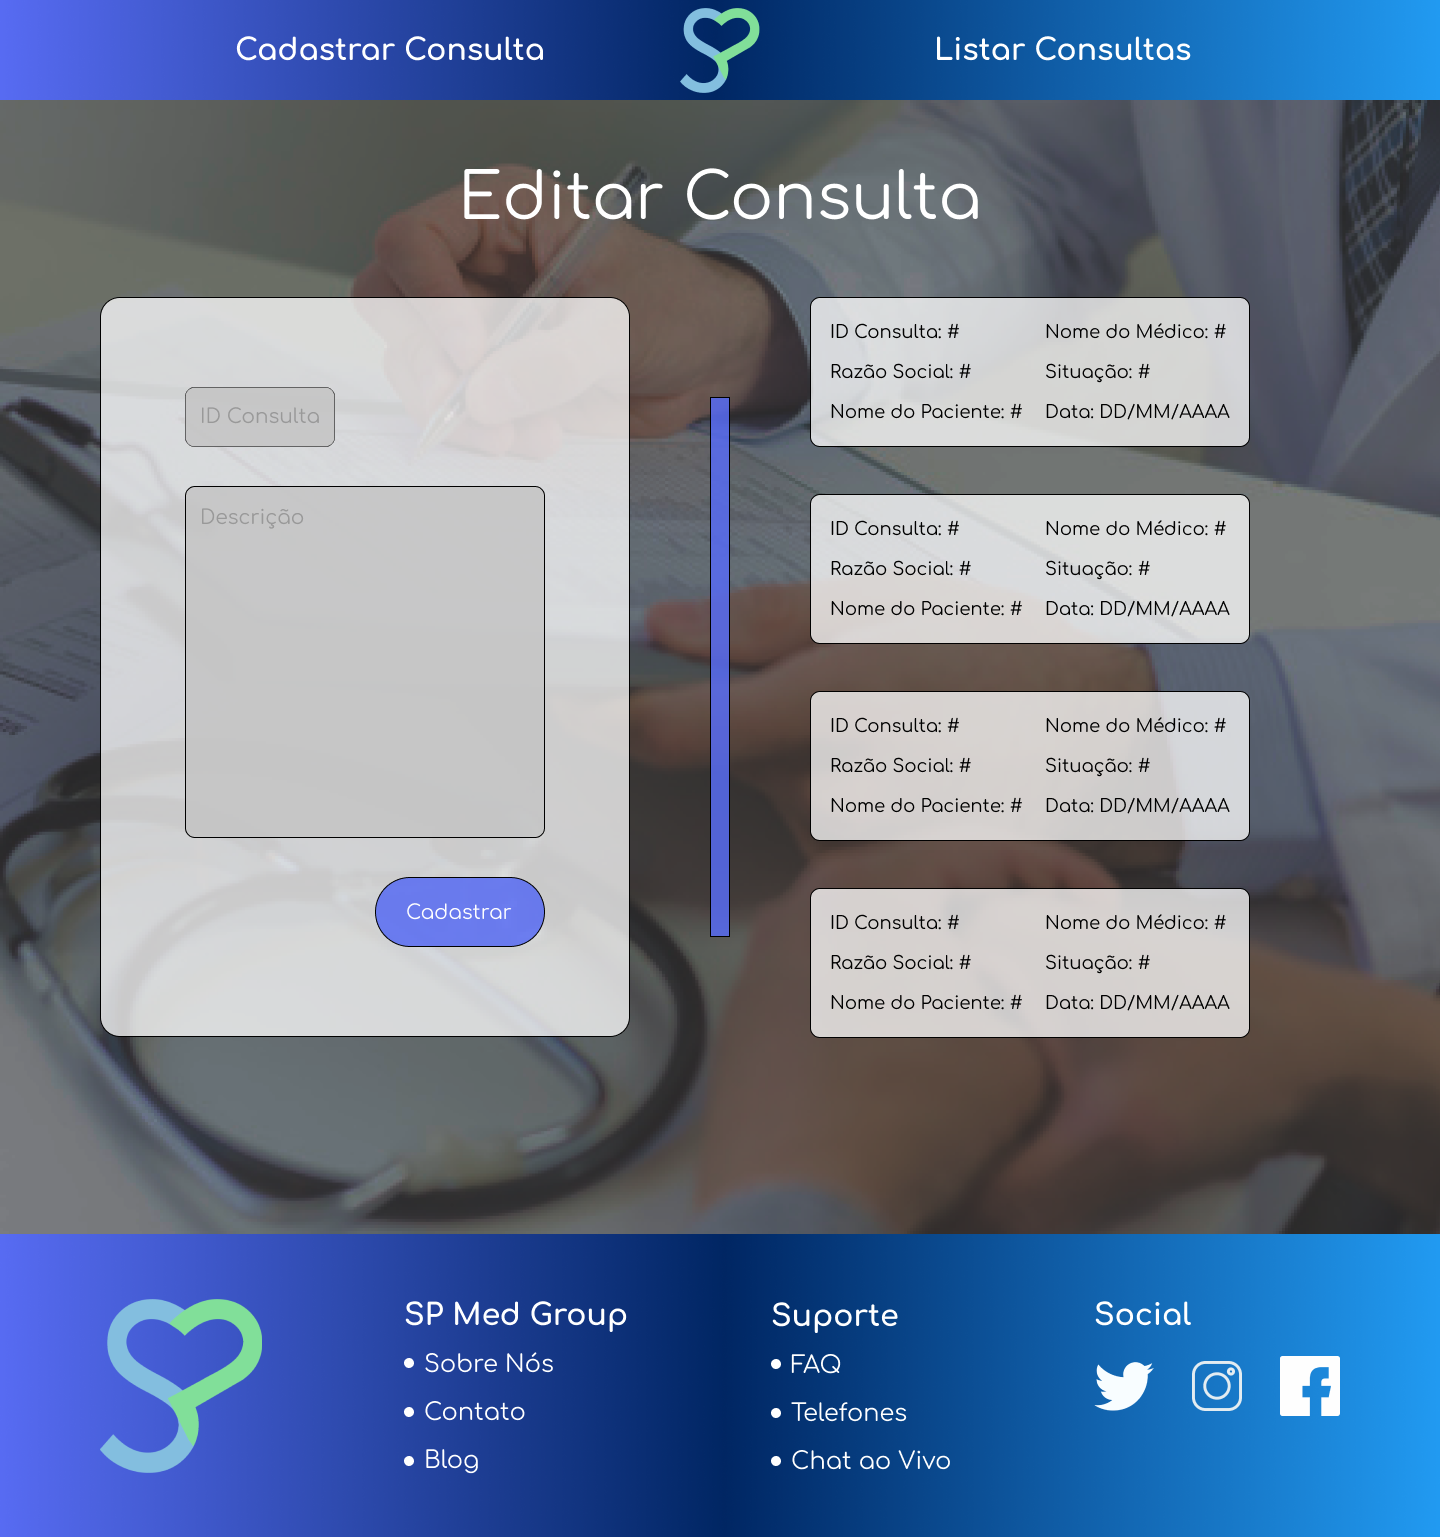 Cadastrar Consulta
Listar Consultas
Editar Consulta
ID Consulta
Descrição
Cadastrar
ID Consulta: # Nome do Médico: #
Razão Social: # Situação: #
Nome do Paciente: # Data: DD/MM/AAAA
ID Consulta: # Nome do Médico: #
Razão Social: # Situação: #
Nome do Paciente: # Data: DD/MM/AAAA
ID Consulta: # Nome do Médico: #
Razão Social: # Situação: #
Nome do Paciente: # Data: DD/MM/AAAA
ID Consulta: # Nome do Médico: #
Razão Social: # Situação: #
Nome do Paciente: # Data: DD/MM/AAAA
SP Med Group
Sobre Nós
Contato
Blog
Suporte
FAQ
Telefones
Chat ao Vivo
Social